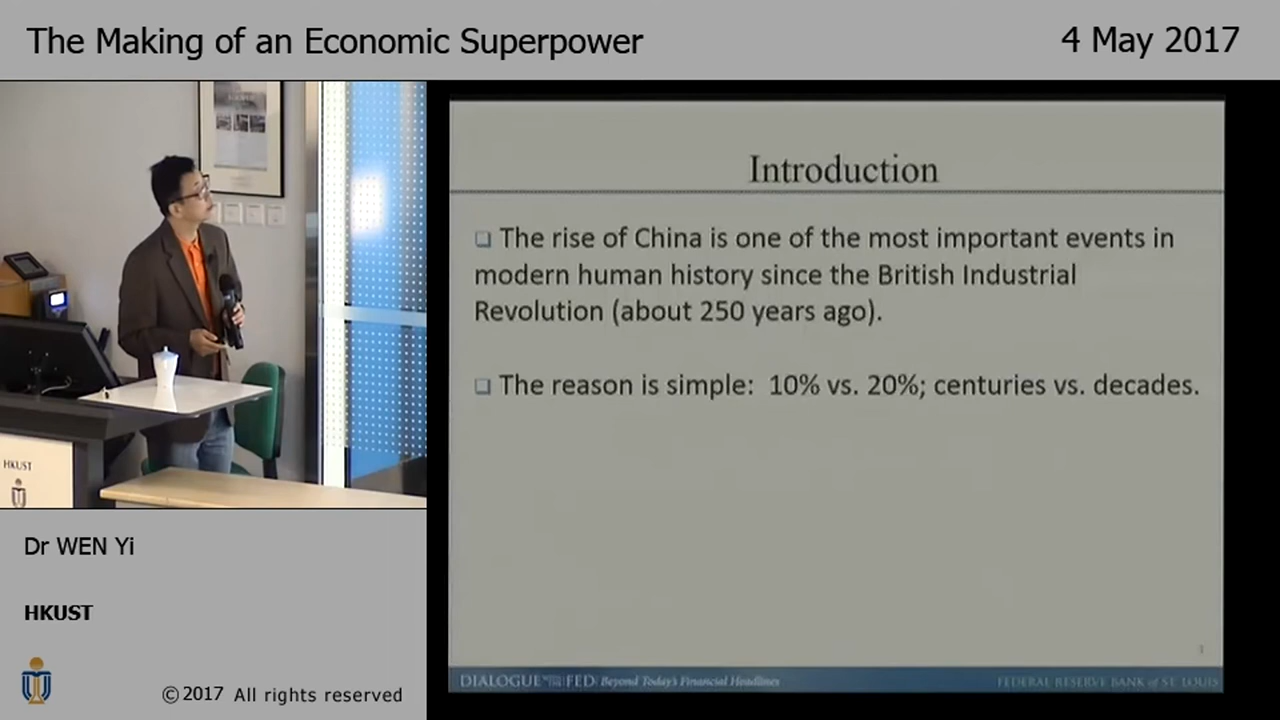 The Making of an Economic Superpower
4 May 2017
Introduction
The rise of China is one of the most important events in
modern human history since the British Industrial
Revolution (about 250 years ago).
The reason is simple: 10% vs. 20%; centuries vs. decades.
1
DIALOGUE WITH THE FED: Beyond Today's Financial Headlines
FEDERAL RESERVE BANK of ST. LOUIS
HKUST
Dr WEN Yi
HKUST
©2017 All rights reserved